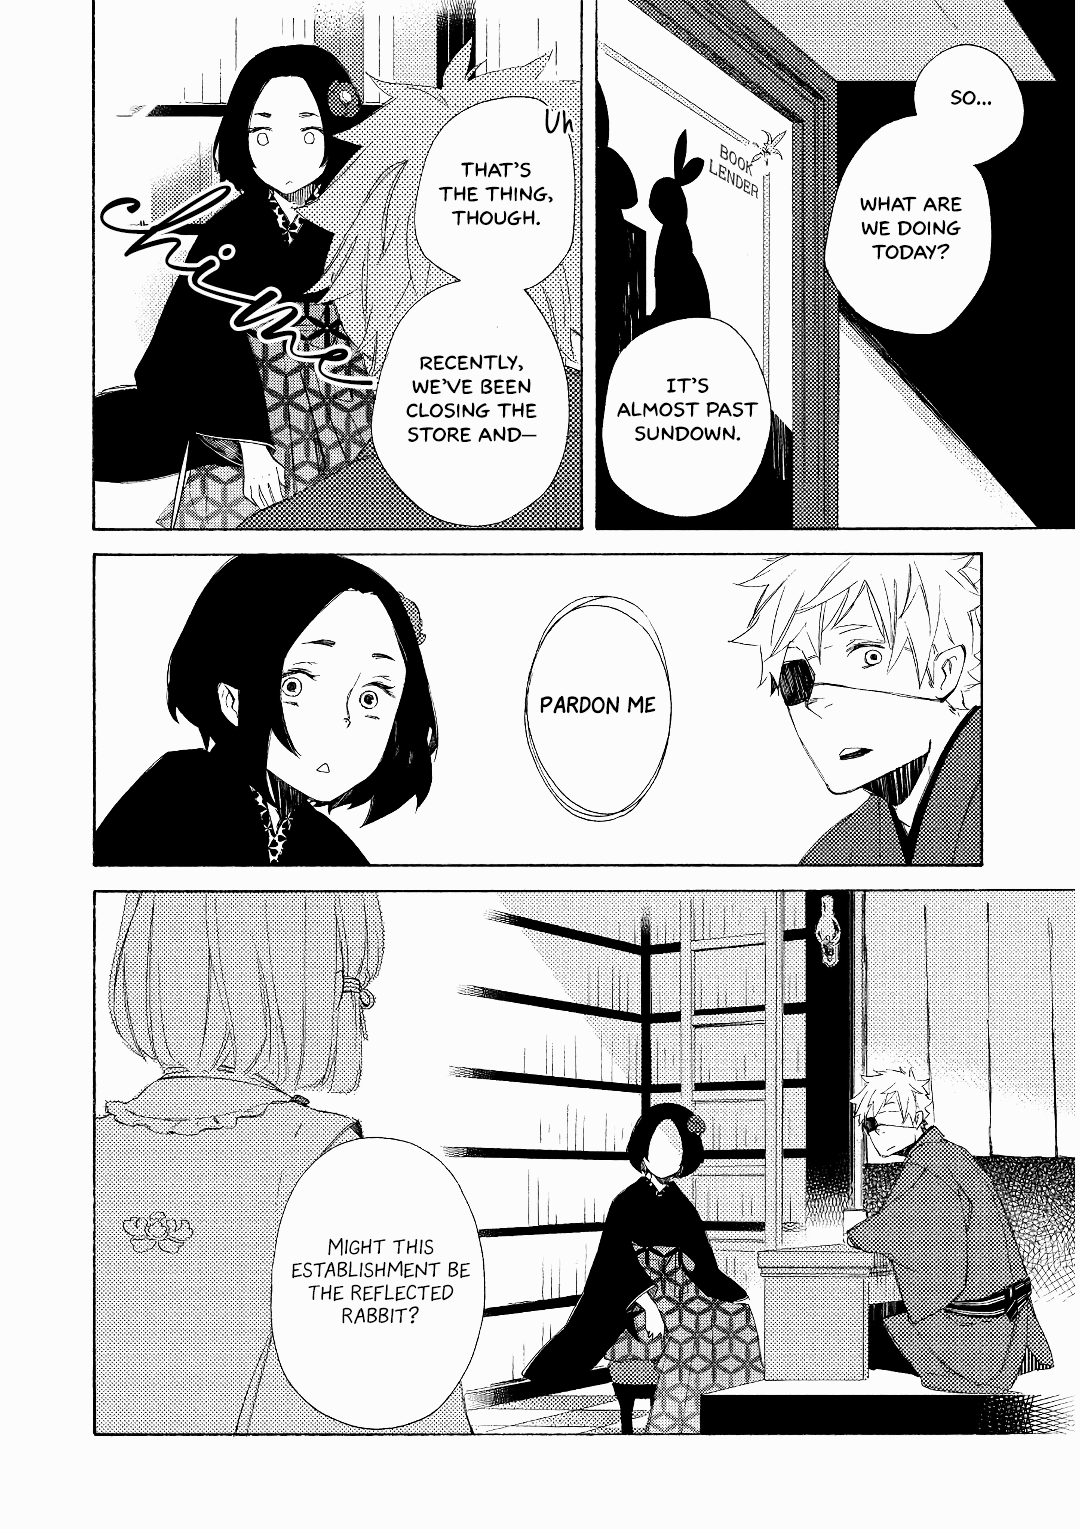 SO...
WHAT ARE
WE DOING
TODAY?
BOOK
LENDER
IT'S
ALMOST PAST
SUNDOWN.
Uh
THAT'S
THE THING,
THOUGH.
RECENTLY,
WE'VE BEEN
CLOSING THE
STORE AND—
chime
PARDON ME
MIGHT THIS
ESTABLISHMENT BE
THE REFLECTED
RABBIT?